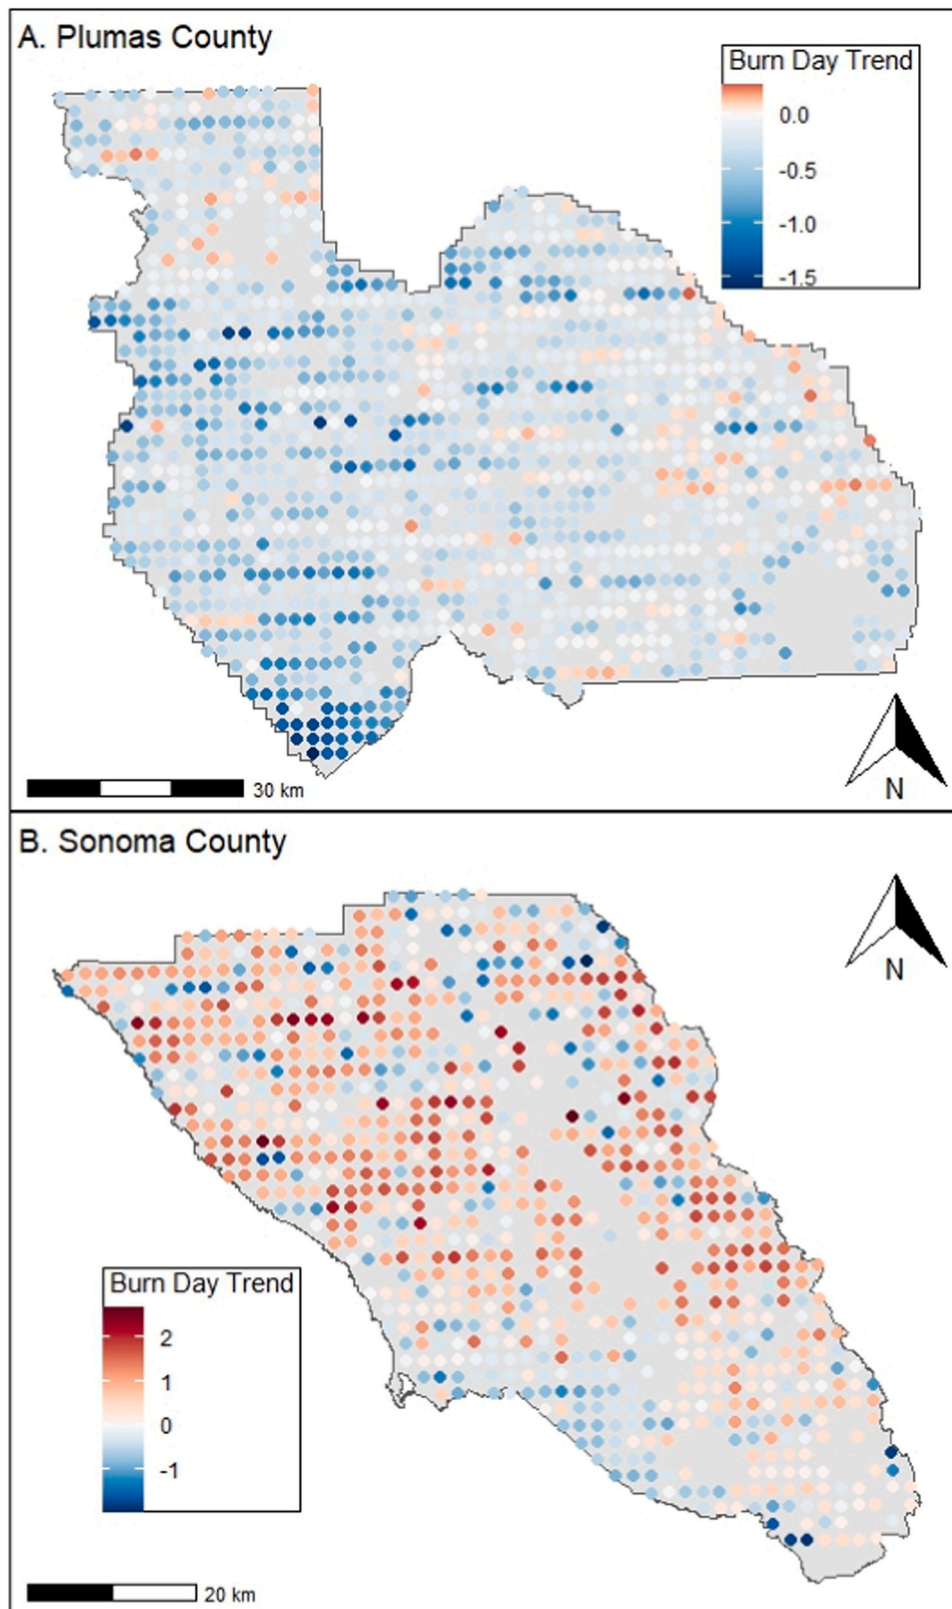 A. Plumas County
Burn Day Trend
0.0
-0.5
-1.0
-1.5
N
30 km
B. Sonoma County
N
Burn Day Trend
2
1
0
-1
20 km